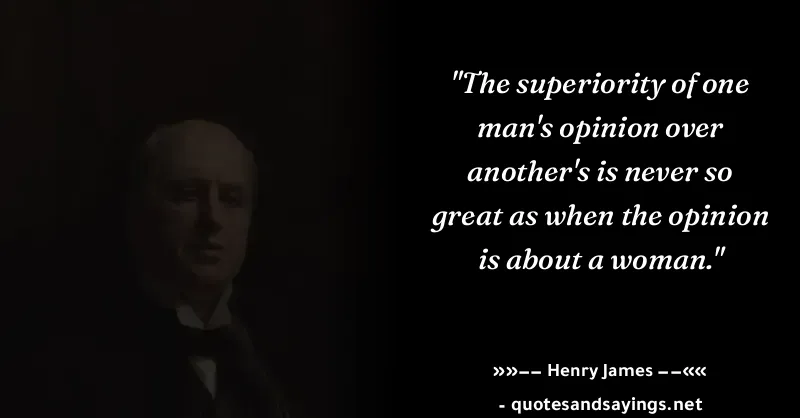 "The superiority of one
man's opinion over
another's is never so
great as when the opinion
is about a woman."
»»−− Henry James −−««
- quotesandsayings.net